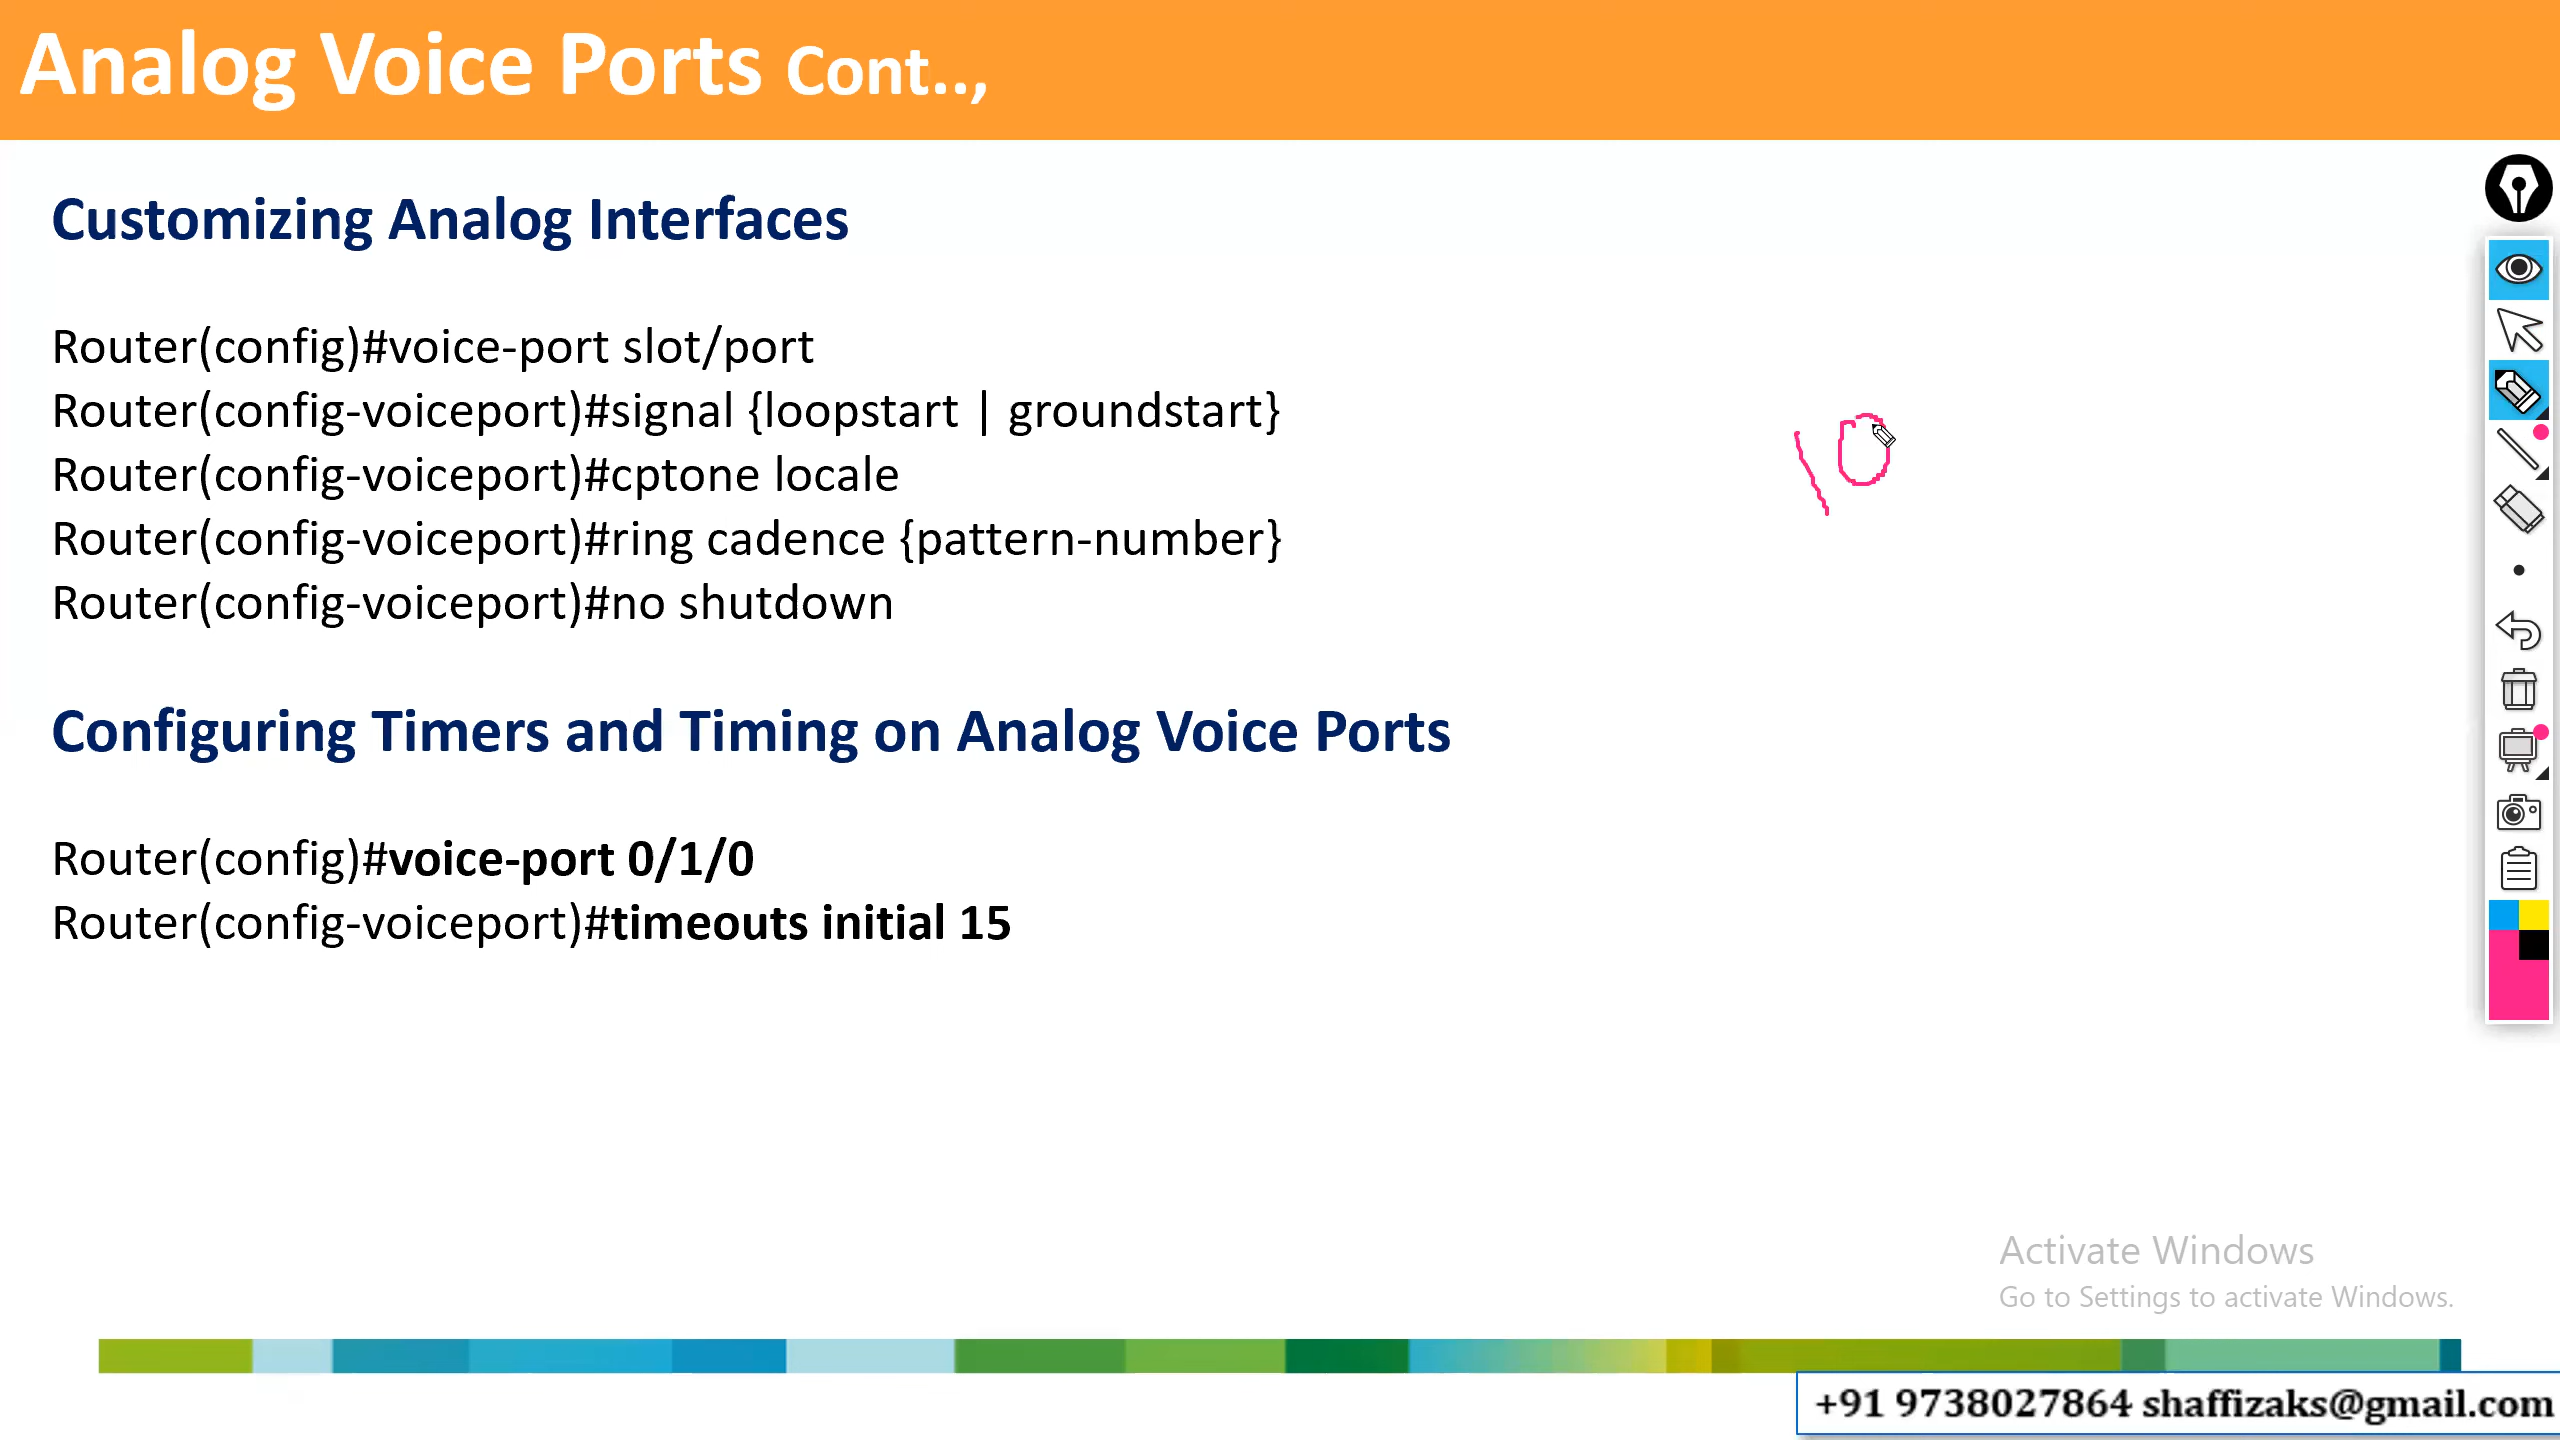 Analog Voice Ports Cont..,
Customizing Analog Interfaces
Router(config)#voice-port slot/port
Router(config-voiceport)#signal {loopstart | groundstart}
Router(config-voiceport)#cptone locale
Router(config-voiceport)#ring cadence {pattern-number}
Router(config-voiceport)#no shutdown
10
Configuring Timers and Timing on Analog Voice Ports
Router(config)#voice-port 0/1/0
Router(config-voiceport)#timeouts initial 15
Activate Windows
Go to Settings to activate Windows.
+91 9738027864 shaffizaks@gmail.com